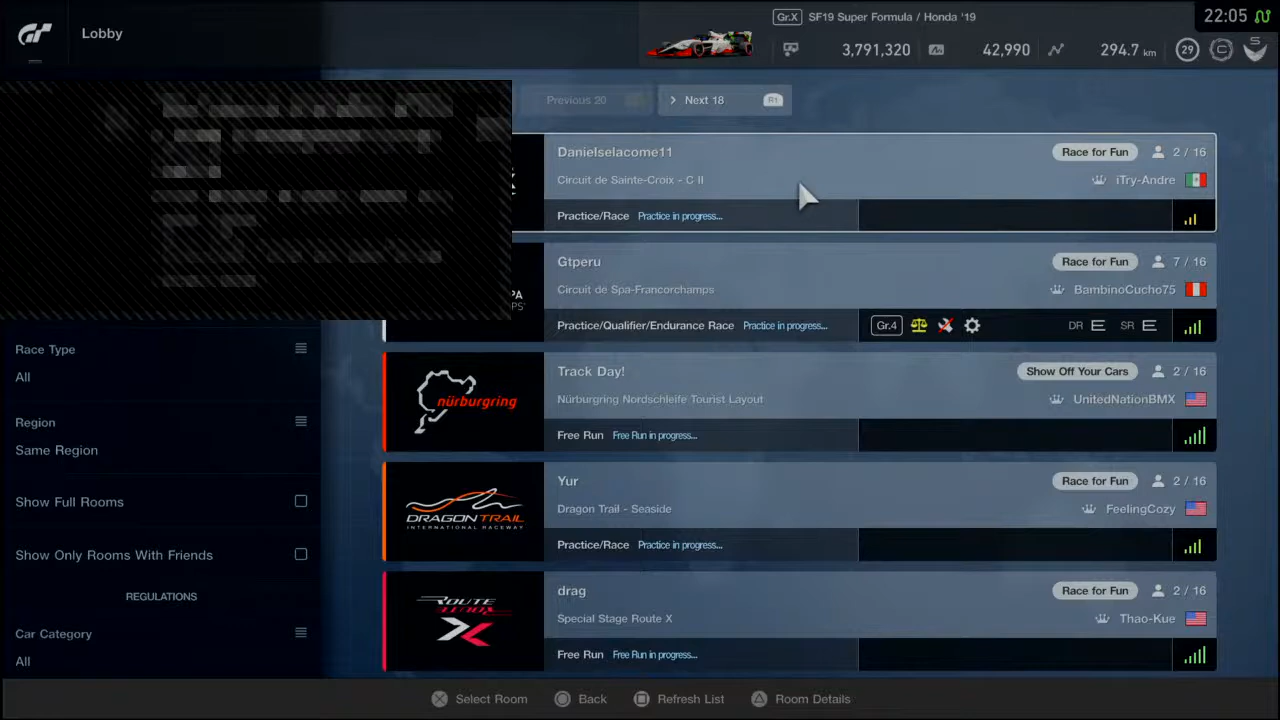 Lobby
Gr.X SF19 Super Formula / Honda '19
22:05
3,791,320 42,990 294.7 km 29 C S
Previous 20 Next 18 R1
Danielselacome11 Race for Fun 2 / 16
Circuit de Sainte-Croix - C II iTry-Andre
Practice/Race Practice in progress...
Gtperu Race for Fun 7 / 16
Circuit de Spa-Francorchamps BambinoCucho75
Practice/Qualifier/Endurance Race Practice in progress... Gr.4 DR E SR E
nürburgring
Track Day! Show Off Your Cars 2 / 16
Nürburgring Nordschleife Tourist Layout UnitedNationBMX
Free Run Free Run in progress...
DRAGON TRAIL
INTERNATIONAL RACEWAY
Yur Race for Fun 2 / 16
Dragon Trail - Seaside FeelingCozy
Practice/Race Practice in progress...
ROUTE
X
drag Race for Fun 2 / 16
Special Stage Route X Thao-Kue
Free Run Free Run in progress...
Race Type
All
Region
Same Region
Show Full Rooms
Show Only Rooms With Friends
REGULATIONS
Car Category
All
Select Room Back Refresh List Room Details